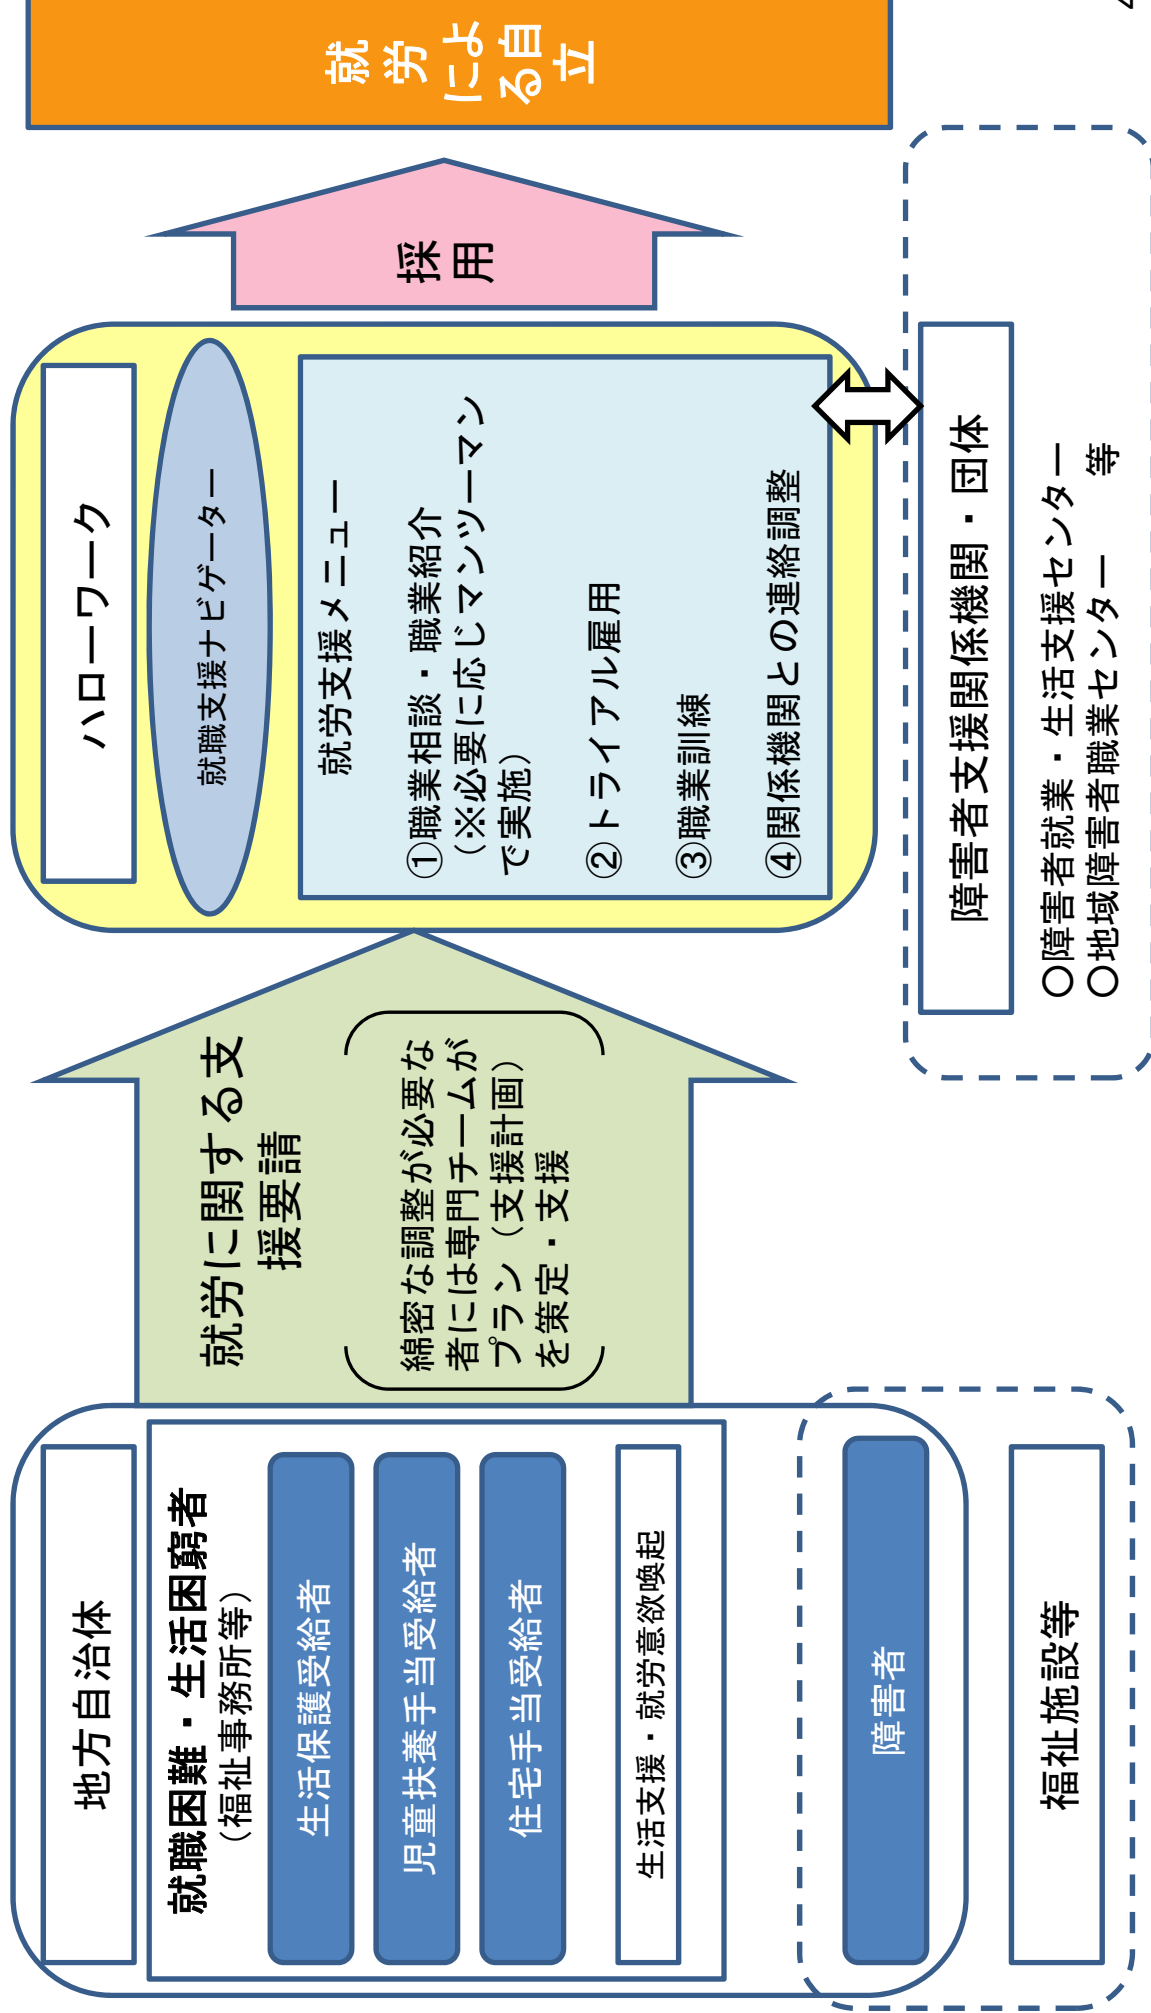 地方自治体
就職困難・生活困窮者
（福祉事務所等）
生活保護受給者
児童扶養手当受給者
住宅手当受給者
生活支援・就労意欲喚起
障害者
福祉施設等
就労に関する支
援要請
綿密な調整が必要な
者には専門チームが
プラン（支援計画）
を策定・支援
ハローワーク
就職支援ナビゲーター
就労支援メニュー
①職業相談・職業紹介
（※必要に応じマンツーマン
で実施）
②トライアル雇用
③職業訓練
④関係機関との連絡調整
障害者支援関係機関・団体
○障害者就業・生活支援センター
○地域障害者職業センター　等
採
用
就
労
によ
る自
立